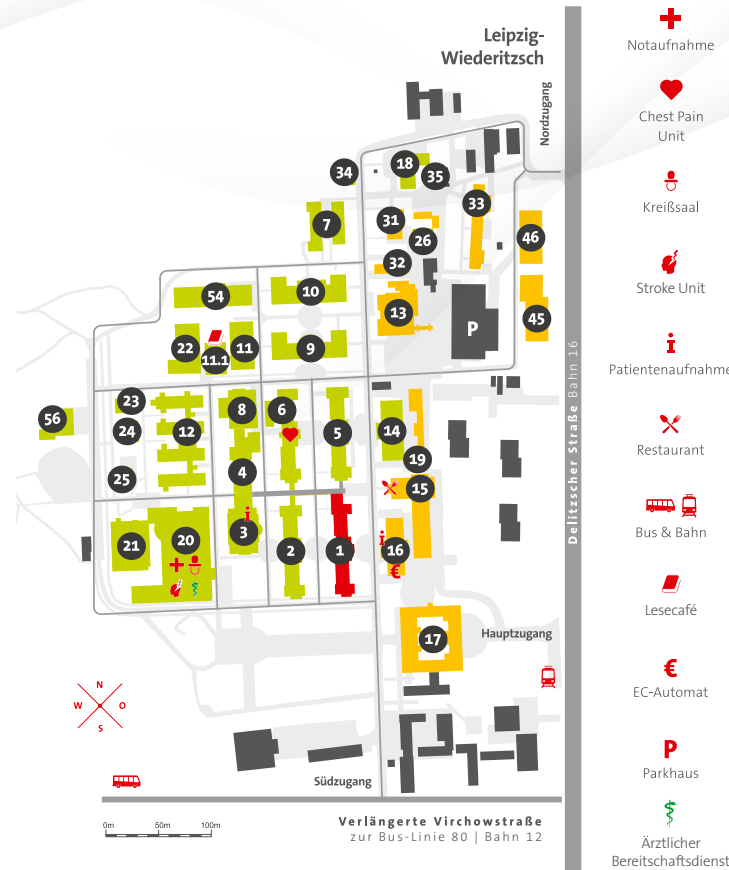 Leipzig-
Wiederitzsch
Nordzugang
34
18
35
33
7
31
26
46
32
54
10
13
45
P
22
11.1
11
9
56
23
24
12
8
6
5
14
25
4
19
15
21
20
3
2
1
16
17
Hauptzugang
Delitzscher Straße Bahn 16
N
W
O
S
Südzugang
0m
50m
100m
Verlängerte Virchowstraße
zur Bus-Linie 80 | Bahn 12
Notaufnahme
Chest Pain
Unit
Kreißsaal
Stroke Unit
Patientenaufnahme
Restaurant
Bus & Bahn
Lesecafé
€
EC-Automat
P
Parkhaus
Ärztlicher
Bereitschaftsdienst